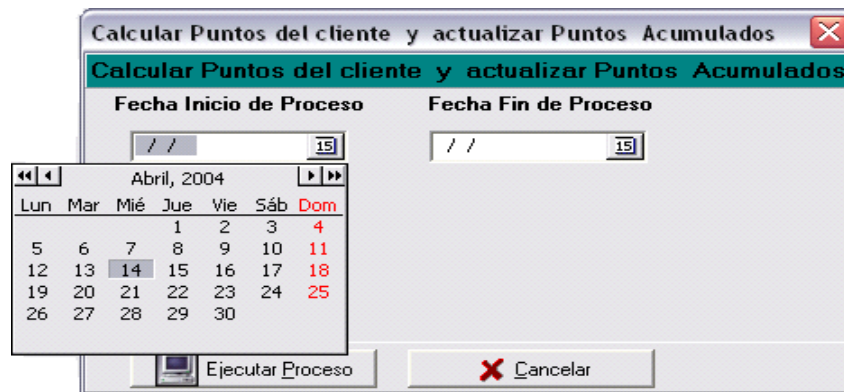 Calcular Puntos del cliente y actualizar Puntos Acumulados
Calcular Puntos del cliente y actualizar Puntos Acumulados
Fecha Inicio de Proceso Fecha Fin de Proceso
/ / 15 / / 15
Abril, 2004
Lun Mar Mié Jue Vie Sáb Dom
1 2 3 4
5 6 7 8 9 10 11
12 13 14 15 16 17 18
19 20 21 22 23 24 25
26 27 28 29 30
Ejecutar Proceso Cancelar